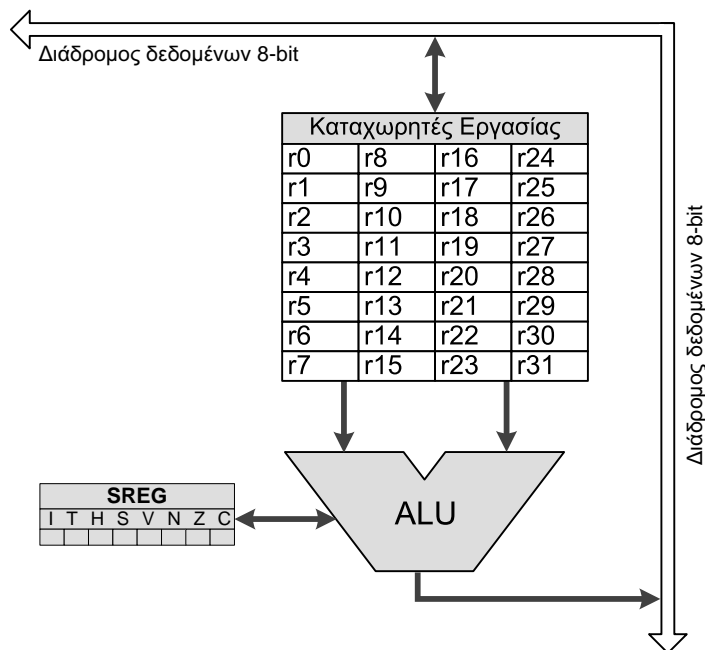 Διάδρομος δεδομένων 8-bit
Καταχωρητές Εργασίας
r0 r8 r16 r24
r1 r9 r17 r25
r2 r10 r18 r26
r3 r11 r19 r27
r4 r12 r20 r28
r5 r13 r21 r29
r6 r14 r22 r30
r7 r15 r23 r31
Διάδρομος δεδομένων 8-bit
SREG
I T H S V N Z C
ALU